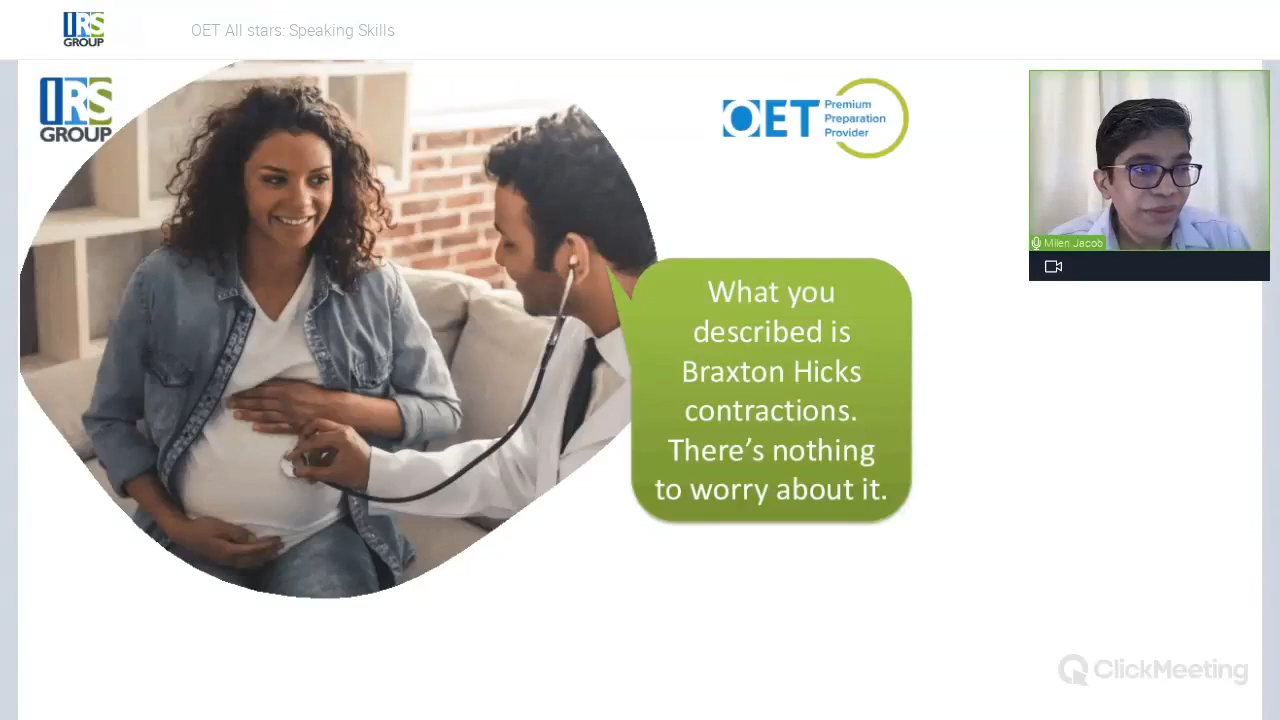 IRS
GROUP
OET All stars: Speaking Skills
IRS
GROUP
OET Premium
Preparation
Provider
Milen Jacob
What you
described is
Braxton Hicks
contractions.
There’s nothing
to worry about it.
ClickMeeting